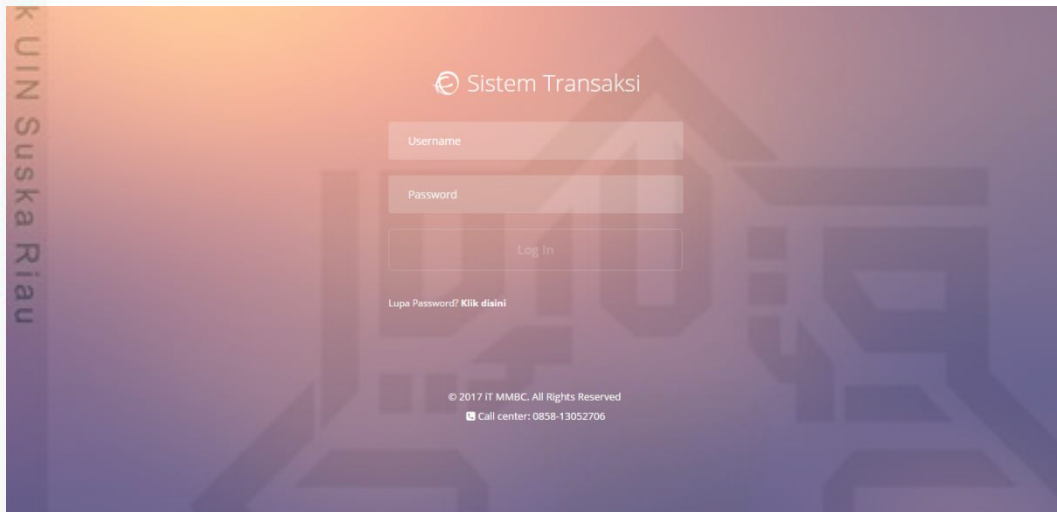 k UIN Suska Riau
Sistem Transaksi
Username
Password
Log In
Lupa Password? Klik disini
© 2017 iT MMBC. All Rights Reserved
Call center: 0858-13052706